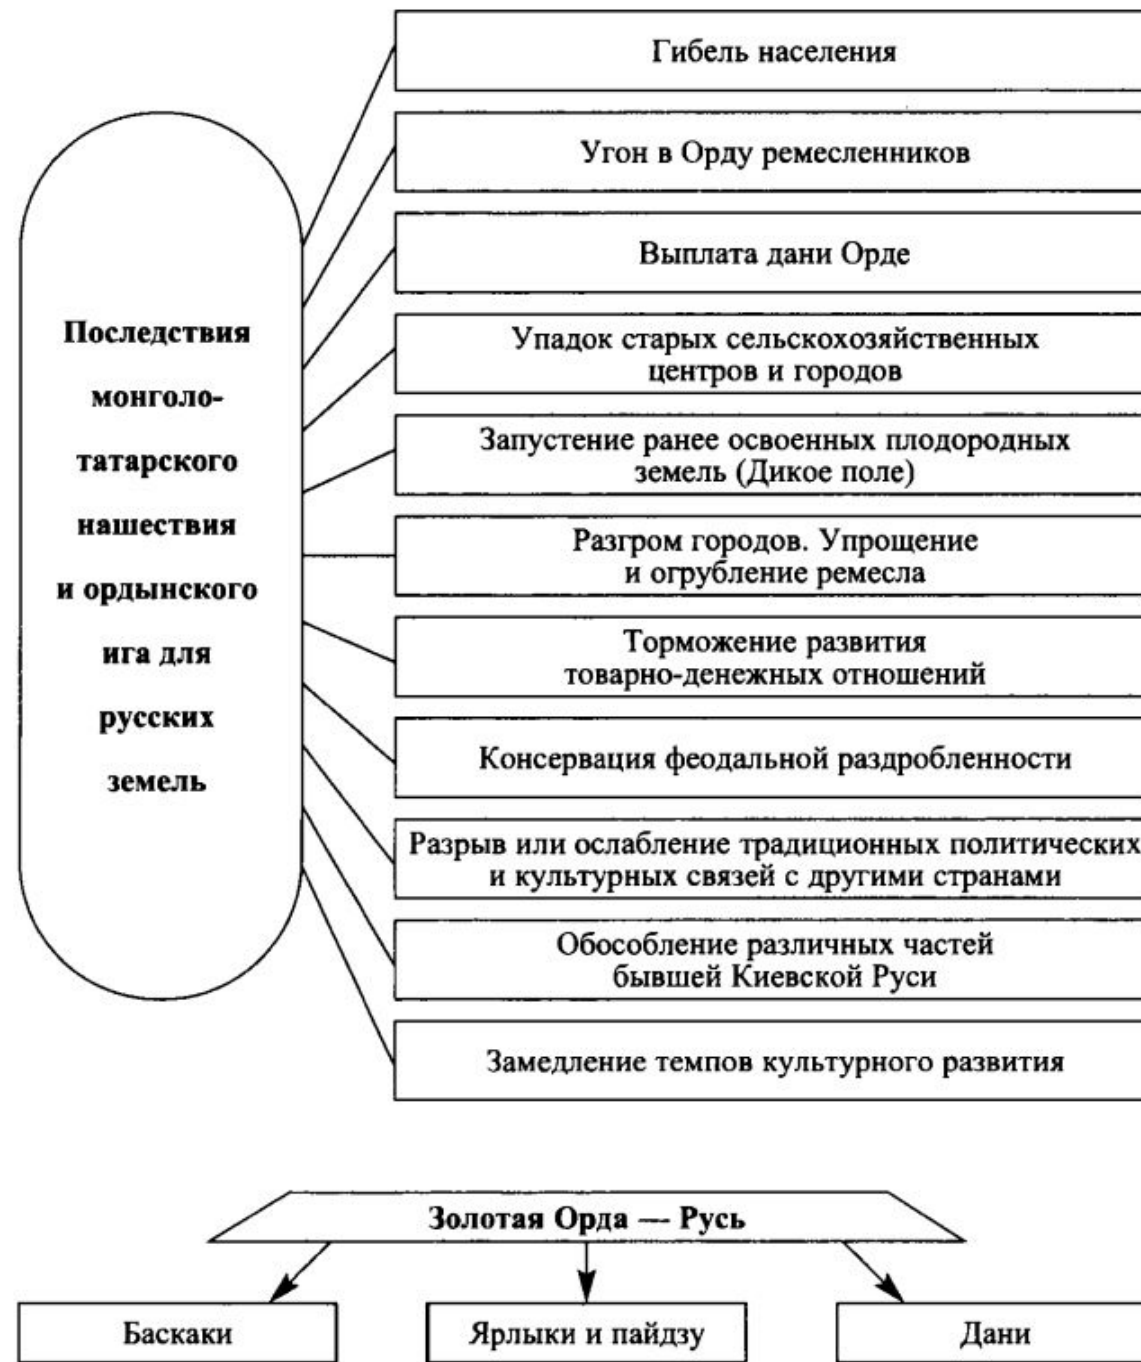 Гибель населения
Угон в Орду ремесленников
Выплата дани Орде
Упадок старых сельскохозяйственных
центров и городов
Запустение ранее освоенных плодородных
земель (Дикое поле)
Разгром городов. Упрощение
и огрубление ремесла
Торможение развития
товарно-денежных отношений
Консервация феодальной раздробленности
Разрыв или ослабление традиционных политических
и культурных связей с другими странами
Обособление различных частей
бывшей Киевской Руси
Замедление темпов культурного развития
Последствия
монголо-
татарского
нашествия
и ордынского
ига для
русских
земель
Золотая Орда — Русь
Баскаки
Ярлыки и пайдзу
Дани